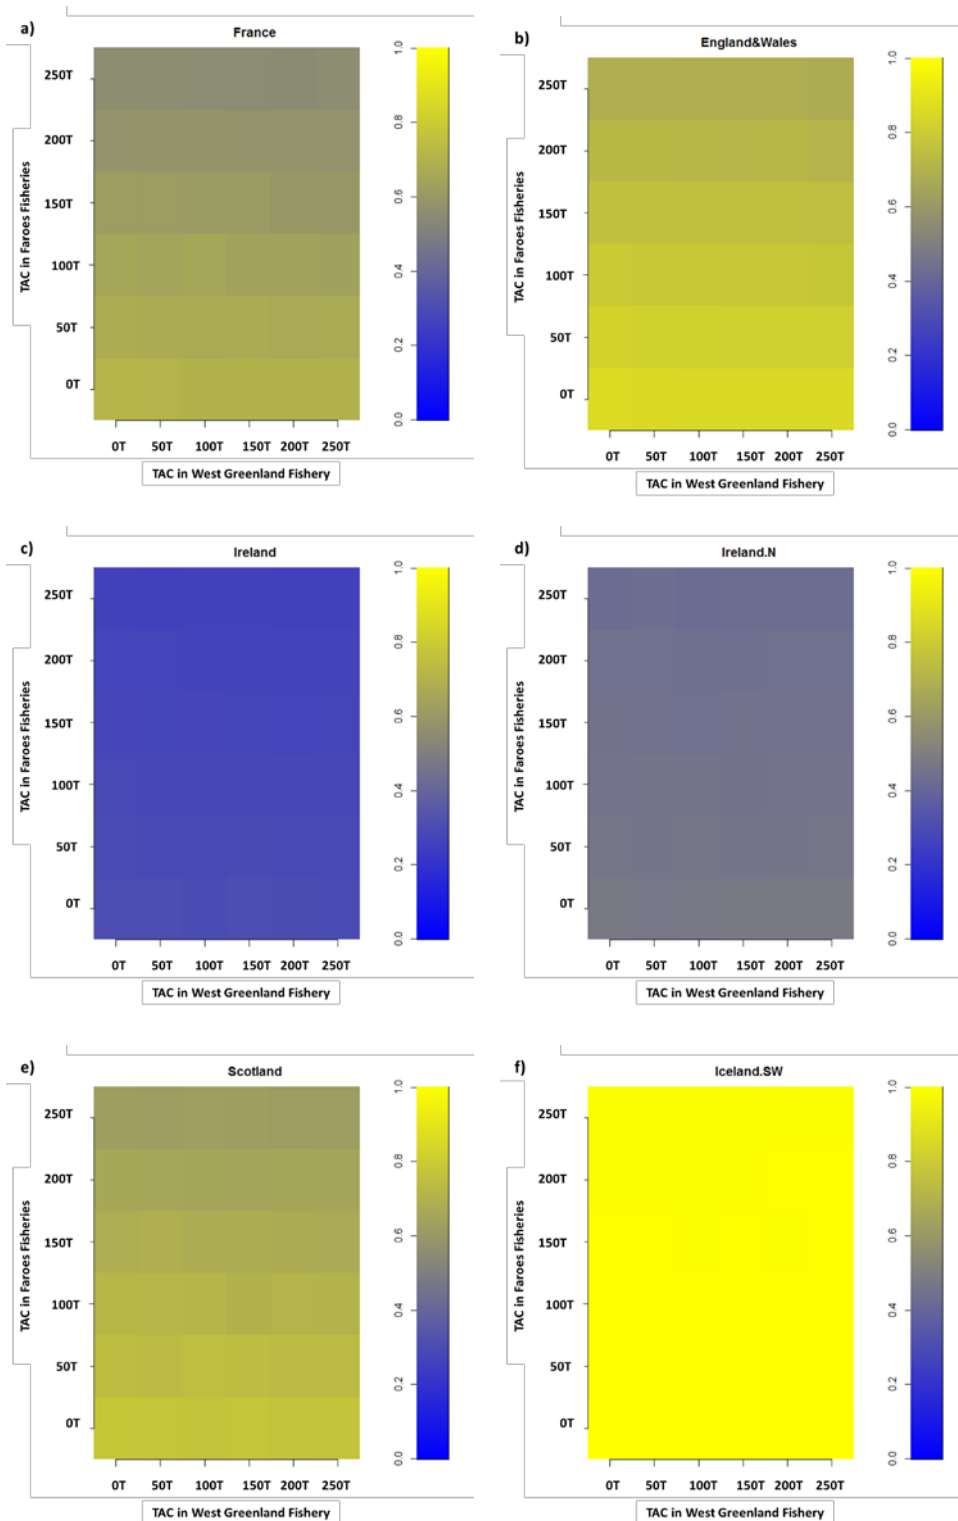 a)
France
TAC in Faroes Fisheries
250T
200T
150T
100T
50T
0T
0T 50T 100T 150T 200T 250T
TAC in West Greenland Fishery
1.0
0.8
0.6
0.4
0.2
0.0
b)
England&Wales
TAC in Faroes Fisheries
250T
200T
150T
100T
50T
0T
0T 50T 100T 150T 200T 250T
TAC in West Greenland Fishery
1.0
0.8
0.6
0.4
0.2
0.0
c)
Ireland
TAC in Faroes Fisheries
250T
200T
150T
100T
50T
0T
0T 50T 100T 150T 200T 250T
TAC in West Greenland Fishery
1.0
0.8
0.6
0.4
0.2
0.0
d)
Ireland.N
TAC in Faroes Fisheries
250T
200T
150T
100T
50T
0T
0T 50T 100T 150T 200T 250T
TAC in West Greenland Fishery
1.0
0.8
0.6
0.4
0.2
0.0
e)
Scotland
TAC in Faroes Fisheries
250T
200T
150T
100T
50T
0T
0T 50T 100T 150T 200T 250T
TAC in West Greenland Fishery
1.0
0.8
0.6
0.4
0.2
0.0
f)
Iceland.SW
TAC in Faroes Fisheries
250T
200T
150T
100T
50T
0T
0T 50T 100T 150T 200T 250T
TAC in West Greenland Fishery
1.0
0.8
0.6
0.4
0.2
0.0